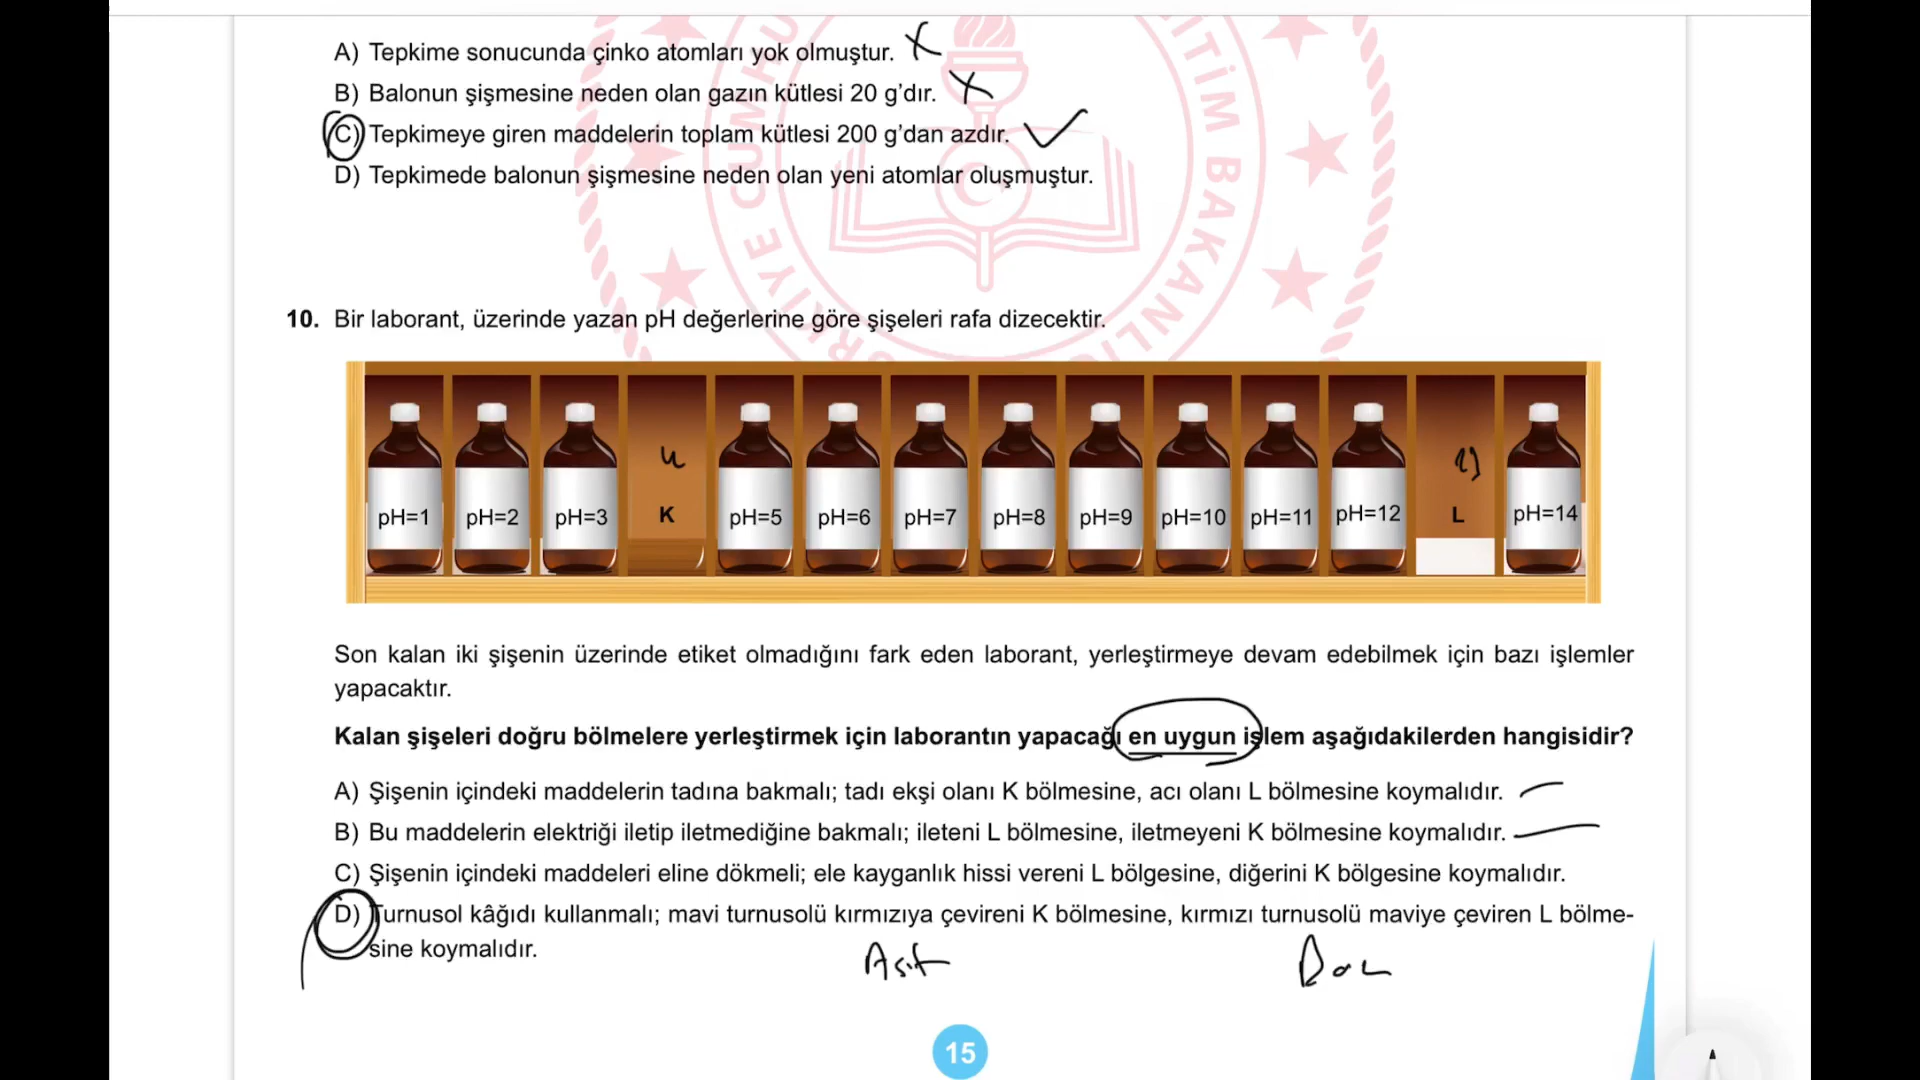 A) Tepkime sonucunda çinko atomları yok olmuştur.
B) Balonun şişmesine neden olan gazın kütlesi 20 g’dır.
C) Tepkimeye giren maddelerin toplam kütlesi 200 g’dan azdır.
D) Tepkimede balonun şişmesine neden olan yeni atomlar oluşmuştur.
10. Bir laborant, üzerinde yazan pH değerlerine göre şişeleri rafa dizecektir.
pH=1 pH=2 pH=3 K pH=5 pH=6 pH=7 pH=8 pH=9 pH=10 pH=11 pH=12 L pH=14
Son kalan iki şişenin üzerinde etiket olmadığını fark eden laborant, yerleştirmeye devam edebilmek için bazı işlemler
yapacaktır.
Kalan şişeleri doğru bölmelere yerleştirmek için laborantın yapacağı en uygun işlem aşağıdakilerden hangisidir?
A) Şişenin içindeki maddelerin tadına bakmalı; tadı ekşi olanı K bölmesine, acı olanı L bölmesine koymalıdır.
B) Bu maddelerin elektriği iletip iletmediğine bakmalı; ileteni L bölmesine, iletmeyeni K bölmesine koymalıdır.
C) Şişenin içindeki maddeleri eline dökmeli; ele kayganlık hissi vereni L bölgesine, diğerini K bölgesine koymalıdır.
D) Turnusol kâğıdı kullanmalı; mavi turnusolü kırmızıya çevireni K bölmesine, kırmızı turnusolü maviye çeviren L bölme-
sine koymalıdır.
Asit
15